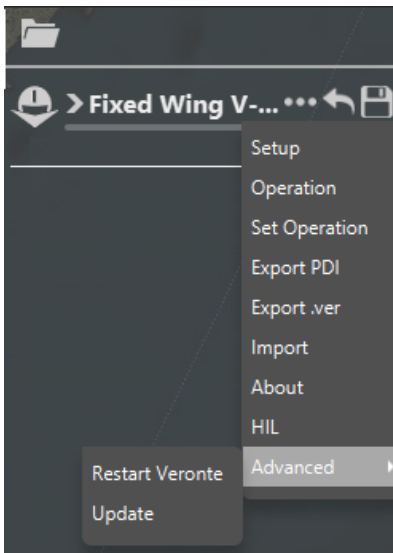 Fixed Wing V-...
Setup
Operation
Set Operation
Export PDI
Export .ver
Import
About
HIL
Advanced
Restart Veronte
Update